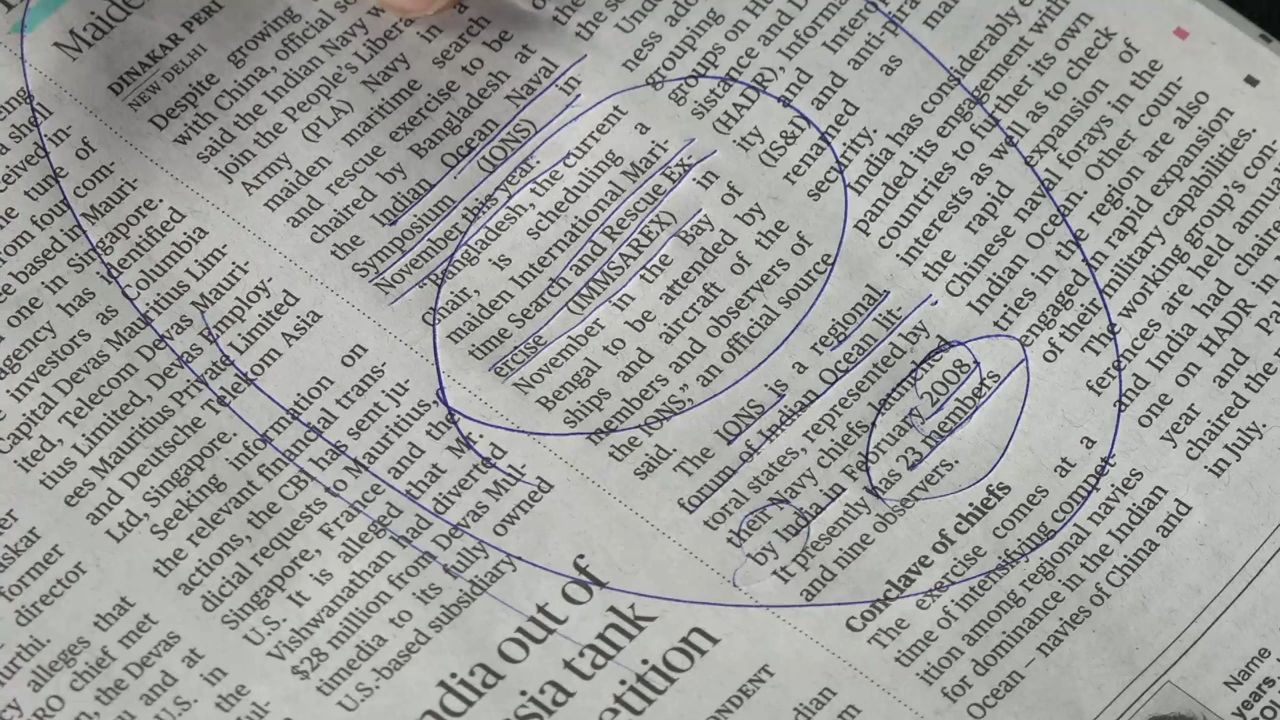 Maide
DINAKAR PERI
NEW DELHI
Despite growing
with China, official so
said the Indian Navy w
join the People's Liber
Army (PLA) Navy
maiden maritime search
and rescue exercise to be
chaired by Bangladesh at
the Indian Ocean Naval
Symposium (IONS) in
November this year.
"Bangladesh, the current
chair, is scheduling a
maiden International Mari-
time Search and Rescue Ex-
ercise (IMMSAREX) in
November in the Bay of
Bengal to be attended by
ships and aircraft of the
members and observers of
the IONS," an official source
said.
The IONS is a regional
forum of Indian Ocean lit-
toral states, represented by
their Navy chiefs, launched
by India in February 2008.
It presently has 23 members
and nine observers.
Conclave of chiefs
The exercise comes at a
time of intensifying compet-
ition among regional navies
for dominance in the Indian
Ocean – navies of China and
the
Unde
ness ado
grouping
groups on H
sistance and D
(HADR), Informa
ity and Intero
(IS&I) and anti-pira
renamed as mari
security.
India has considerably e
panded its engagement with
countries to further its own
interests as well as to check
the rapid expansion of
Chinese naval forays in the
Indian Ocean. Other coun-
tries in the region are also
engaged in rapid expansion
of their military capabilities.
The working group's con-
ferences are held annua
and India had chaire
one on HADR in
year and Pa
chaired the
in July.
ceived in-
the tune of
om four com-
e based in Mauri-
one in Singapore.
agency has identified
investors as Columbia
Capital Devas Mauritius Lim-
ited, Telecom Devas Mauri-
tius Limited, Devas Employ
ees Mauritius Private Limited
and Deutsche Telekom Asia
Ltd, Singapore.
Seeking information on
the relevant financial trans-
actions, the CBI has sent ju-
dicial requests to Mauritius,
Singapore, France and the
U.S. It is alleged that Mr.
Vishwanathan had diverted
$28 million from Devas Mul-
timedia to its fully owned
U.S.-based subsidiary
askar
former
director
urthi.
y alleges that
RO chief met
n, the Devas
u and at
U.S. in
the
ndia out of
sia tank
etition
ONDENT
dian
Name
years,